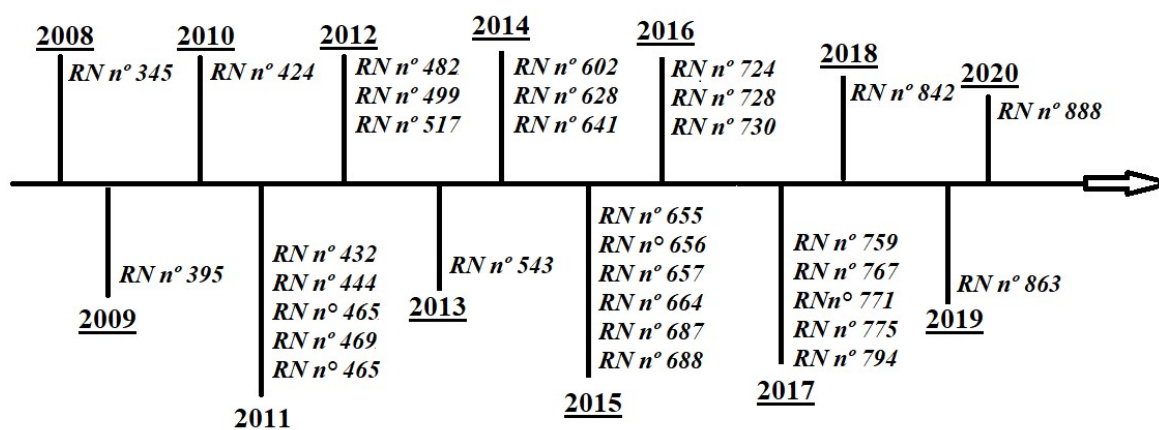 2008
RN nº 345
2010
RN nº 424
2012
RN nº 482
RN nº 499
RN nº 517
2014
RN nº 602
RN nº 628
RN nº 641
2016
RN nº 724
RN nº 728
RN nº 730
2018
RN nº 842
2020
RN nº 888
RN nº 395
2009
RN nº 432
RN nº 444
RN n° 465
RN nº 469
RN n° 465
2011
RN nº 543
2013
RN nº 655
RN n° 656
RN nº 657
RN nº 664
RN nº 687
RN nº 688
2015
RN nº 759
RN nº 767
RNn° 771
RN nº 775
RN nº 794
2017
RN nº 863
2019